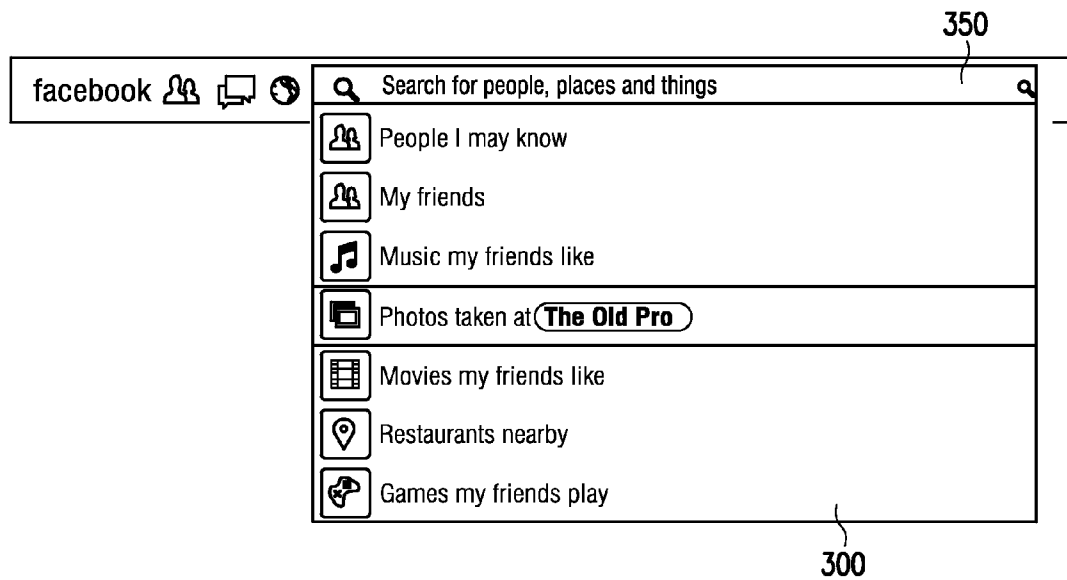 350
facebook Search for people, places and things
People I may know
My friends
Music my friends like
Photos taken at The Old Pro
Movies my friends like
Restaurants nearby
Games my friends play
300